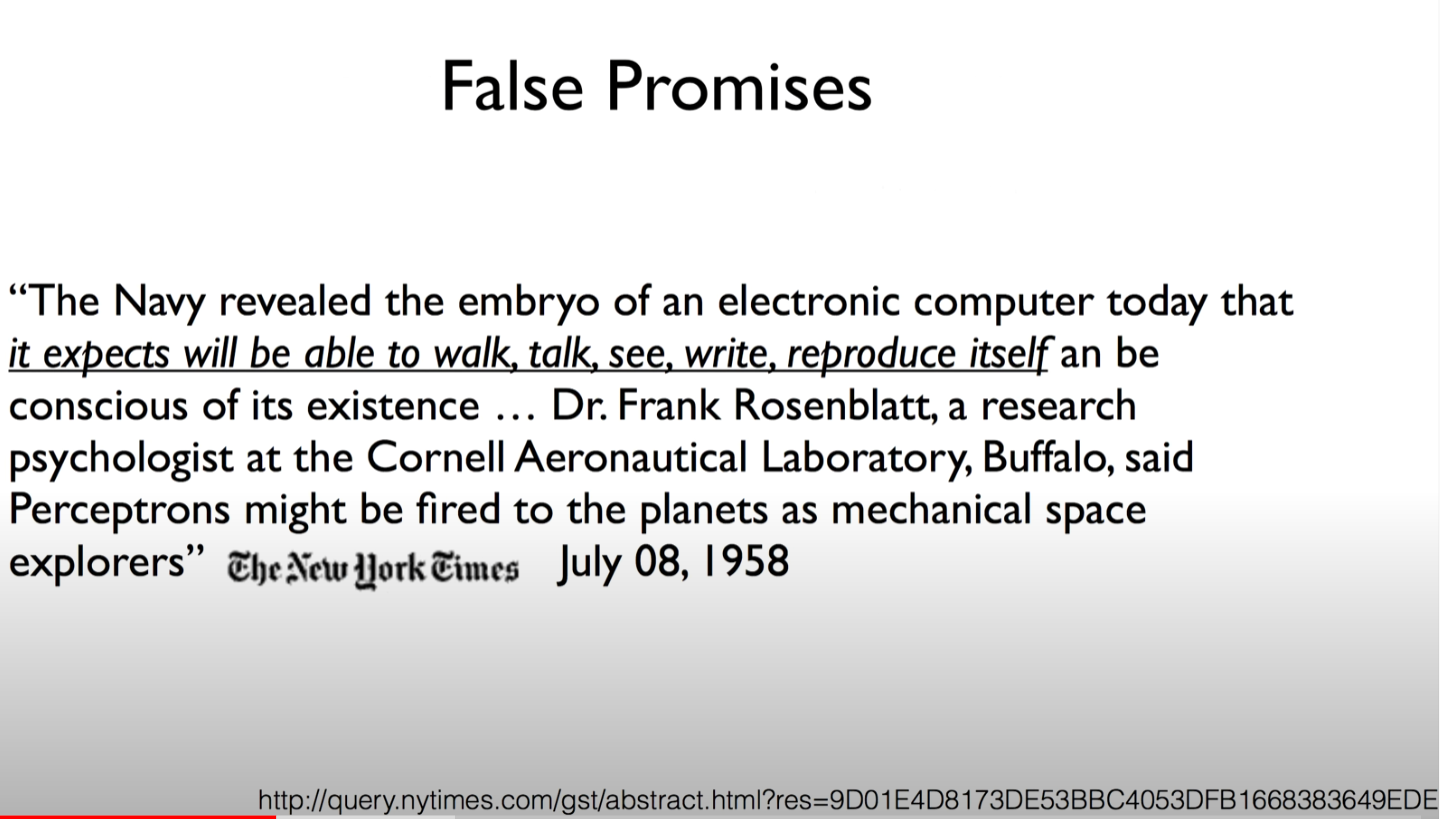 False Promises
“The Navy revealed the embryo of an electronic computer today that
it expects will be able to walk, talk, see, write, reproduce itself an be
conscious of its existence … Dr. Frank Rosenblatt, a research
psychologist at the Cornell Aeronautical Laboratory, Buffalo, said
Perceptrons might be fired to the planets as mechanical space
explorers” The New York Times July 08, 1958
http://query.nytimes.com/gst/abstract.html?res=9D01E4D8173DE53BBC4053DFB1668383649EDE